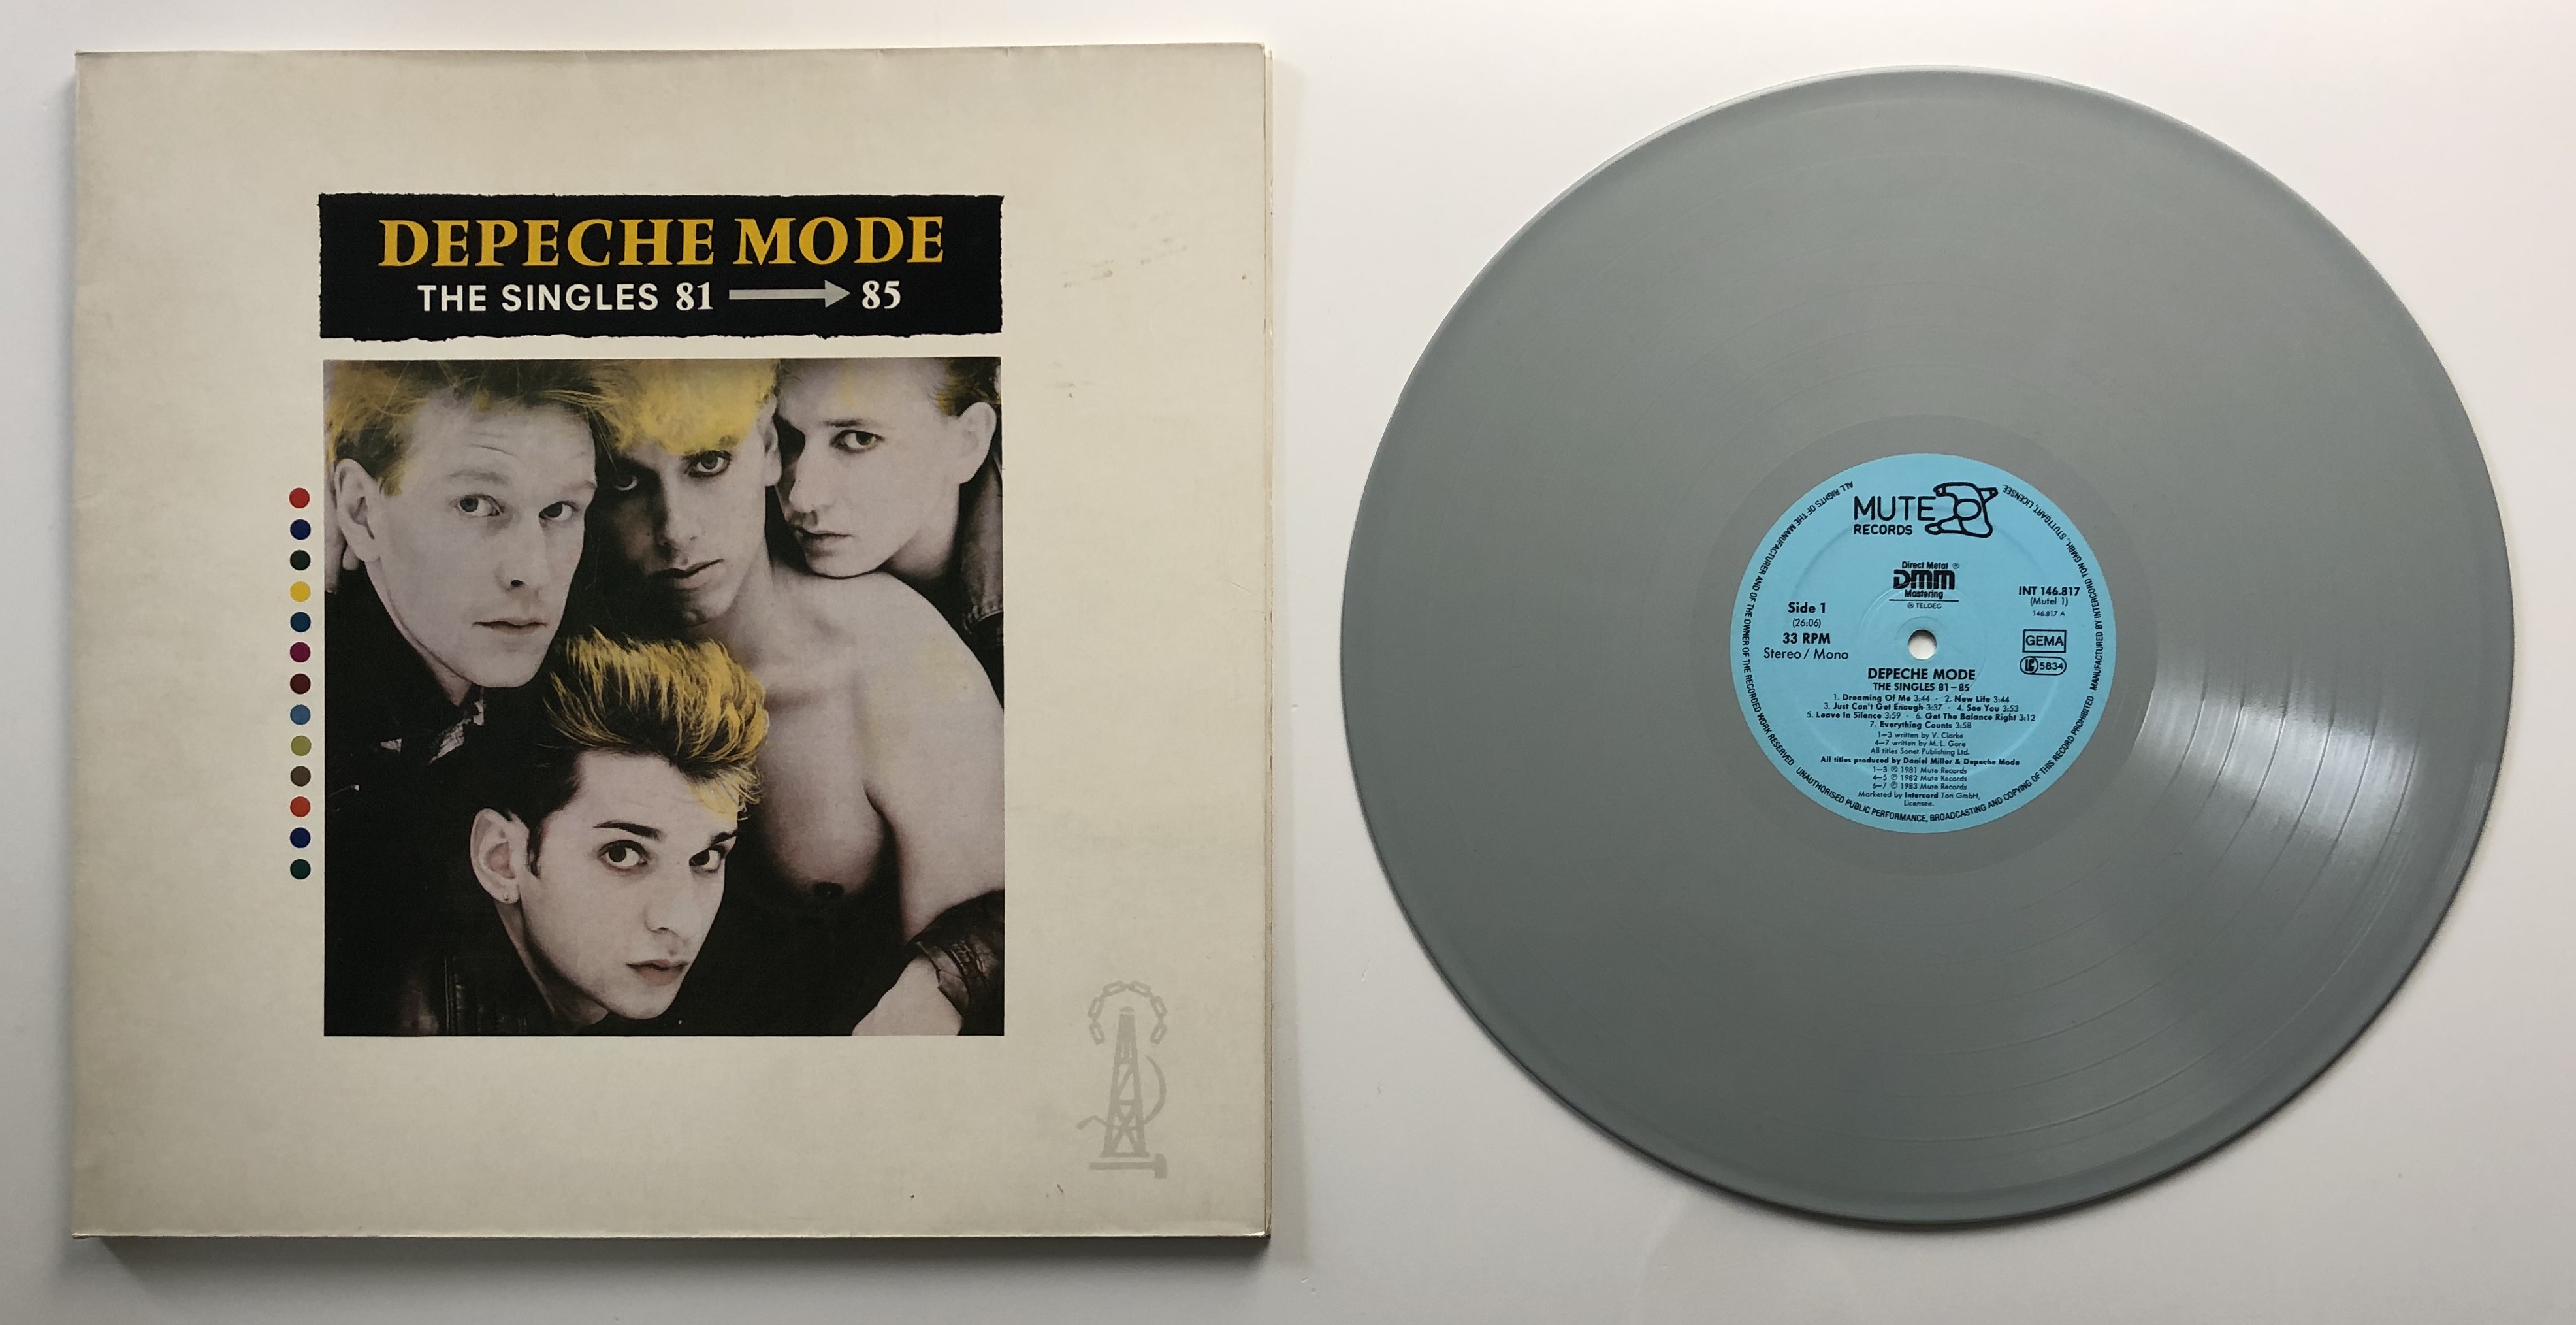 DEPECHE MODE
THE SINGLES 81 → 85
MUTE
RECORDS
Direct Metal ®
DMM
Mastering
® TELDEC
Side 1
(26:06)
33 RPM
Stereo / Mono
INT 146.817
(Mutel 1)
146.817 A
GEMA
LC 5834
DEPECHE MODE
THE SINGLES 81–85
1. Dreaming Of Me 3:44 · 2. New Life 3:44
3. Just Can't Get Enough 3:37 · 4. See You 3:53
5. Leave In Silence 3:59 · 6. Get The Balance Right 3:12
7. Everything Counts 3:58
1–3 written by V. Clarke
4–7 written by M. L. Gore
All titles Sonet Publishing Ltd.
All titles produced by Daniel Miller & Depeche Mode
1–3 ℗ 1981 Mute Records
4–5 ℗ 1982 Mute Records
6–7 ℗ 1983 Mute Records
Marketed by Intercord Ton GmbH,
Licensee.
ALL RIGHTS OF THE MANUFACTURER AND OF THE OWNER OF THE RECORDED WORK RESERVED · UNAUTHORISED PUBLIC PERFORMANCE, BROADCASTING AND COPYING OF THIS RECORD PROHIBITED · MANUFACTURED BY INTERCORD TON GMBH, STUTTGART, LICENSEE.